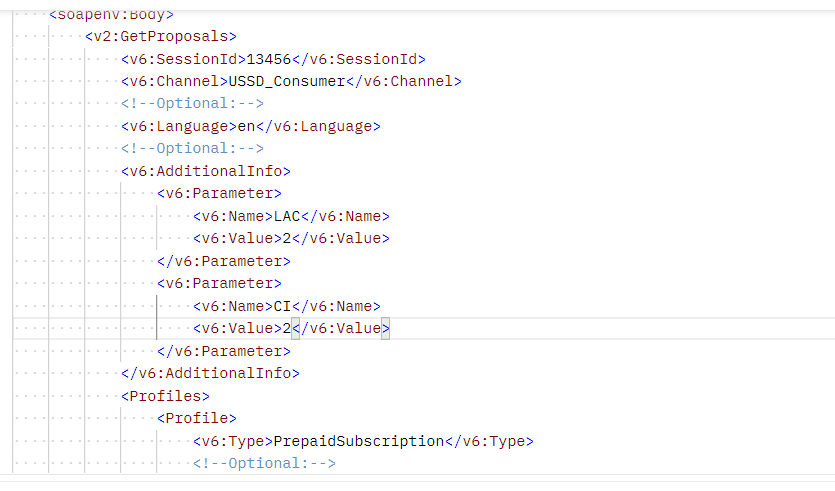 <soapenv:Body>
<v2:GetProposals>
<v6:SessionId>13456</v6:SessionId>
<v6:Channel>USSD_Consumer</v6:Channel>
<!--Optional:-->
<v6:Language>en</v6:Language>
<!--Optional:-->
<v6:AdditionalInfo>
<v6:Parameter>
<v6:Name>LAC</v6:Name>
<v6:Value>2</v6:Value>
</v6:Parameter>
<v6:Parameter>
<v6:Name>CI</v6:Name>
<v6:Value>2</v6:Value>
</v6:Parameter>
</v6:AdditionalInfo>
<Profiles>
<Profile>
<v6:Type>PrepaidSubscription</v6:Type>
<!--Optional:-->